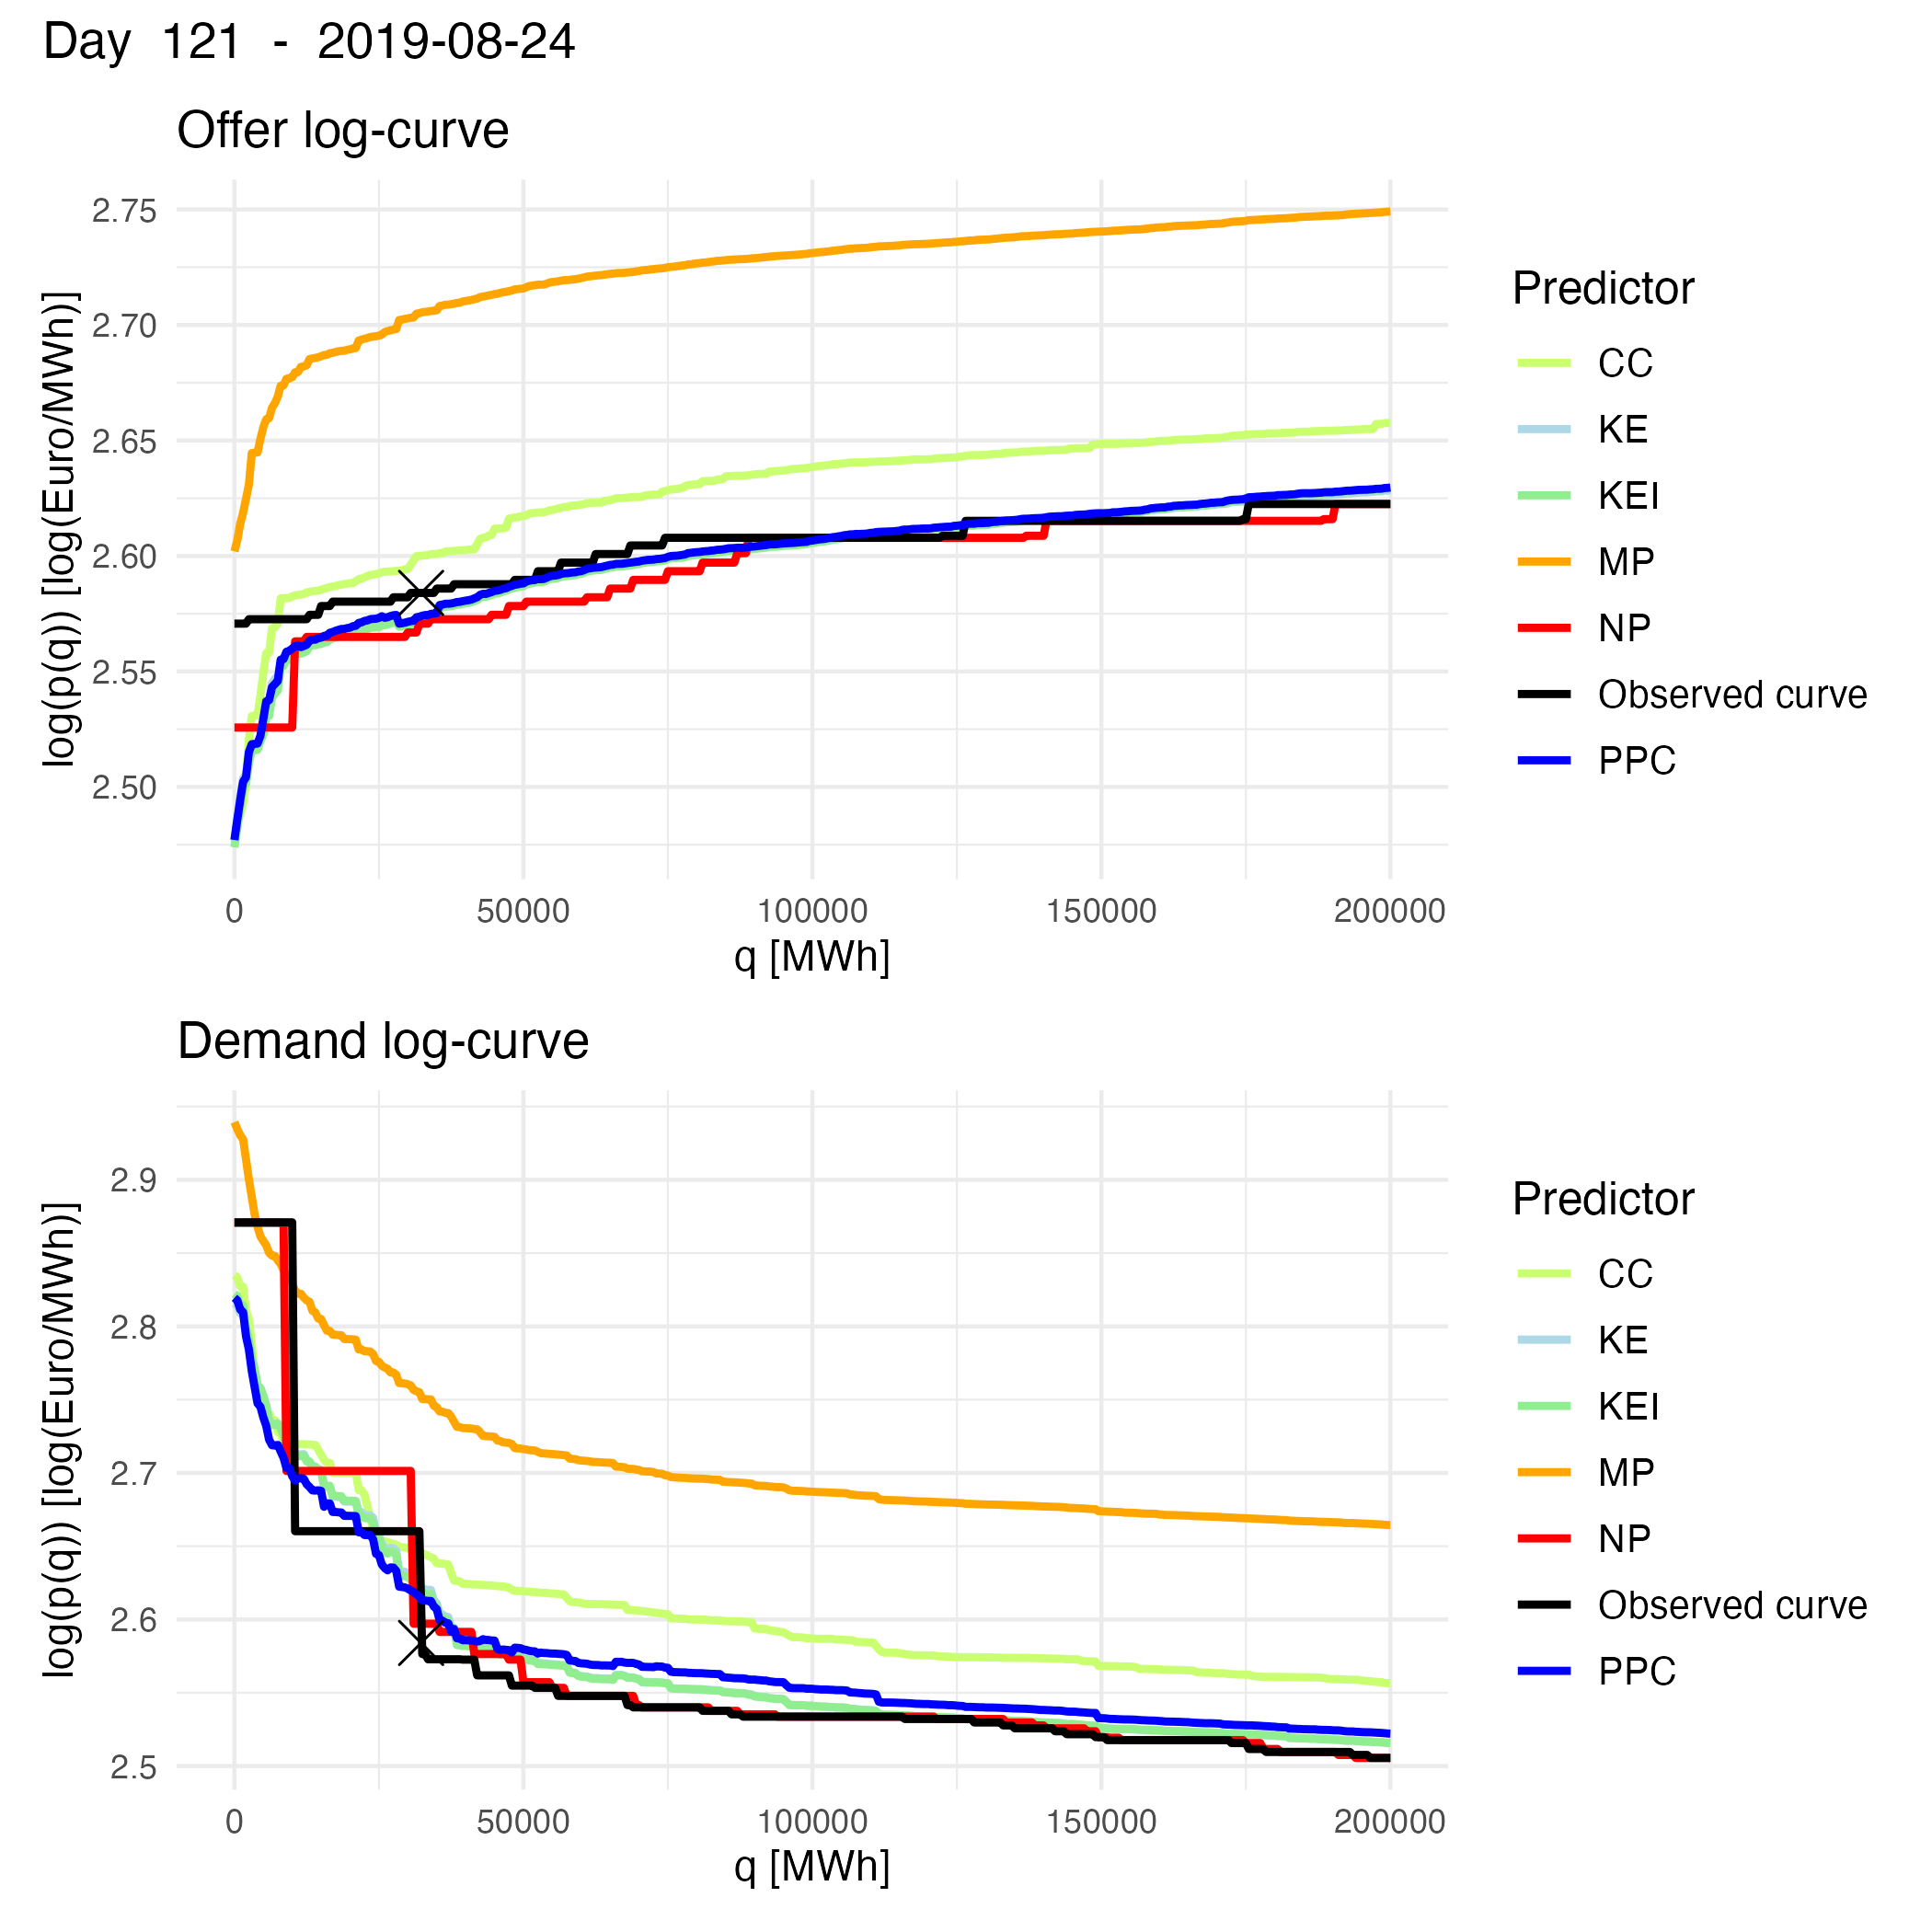 Day 121 - 2019-08-24
Offer log-curve
log(p(q)) [log(Euro/MWh)]
2.75
2.70
2.65
2.60
2.55
2.50
0 50000 100000 150000 200000
q [MWh]
Predictor
CC
KE
KEI
MP
NP
Observed curve
PPC
Demand log-curve
log(p(q)) [log(Euro/MWh)]
2.9
2.8
2.7
2.6
2.5
0 50000 100000 150000 200000
q [MWh]
Predictor
CC
KE
KEI
MP
NP
Observed curve
PPC